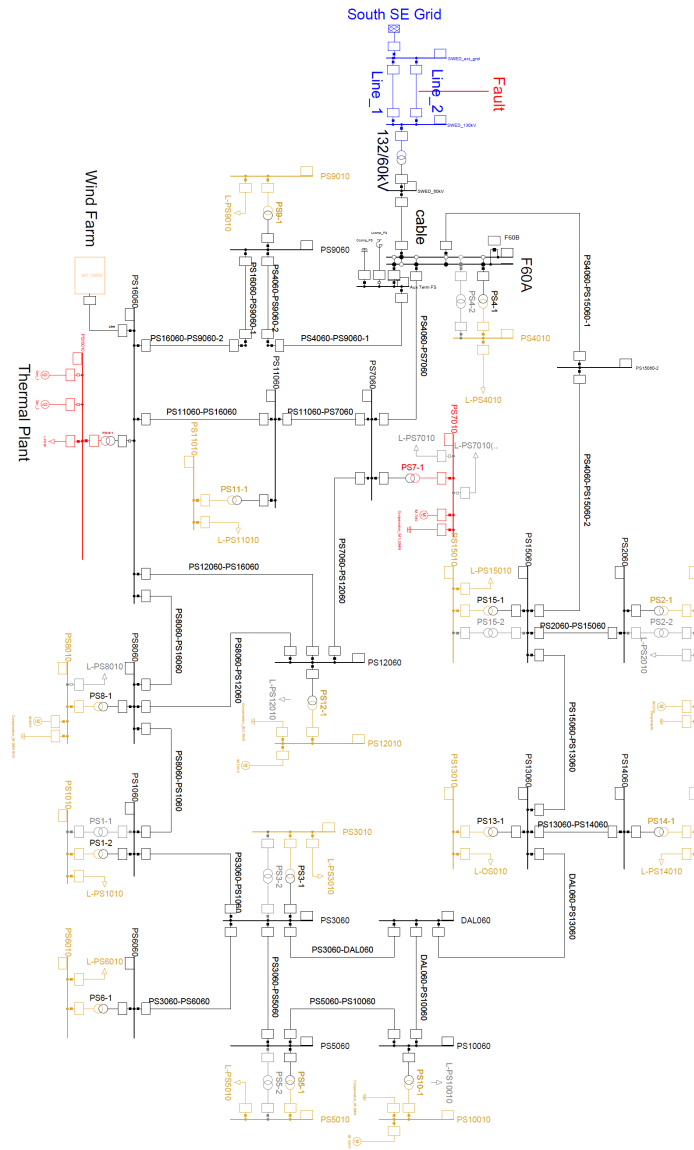 South SE Grid
SWED_ext_grid
Line_1
Line_2
Fault
SWED_130kV
132/60kV
SWED_60kV
cable
F60B
F60A
Aux Term FS
PS9010
L-PS9010
PS9-1
PS9060
PS16060-PS9060-1
PS4060-PS9060-2
PS16060-PS9060-2
PS4060-PS9060-1
PS4060-PS7060
PS4-2
PS4-1
PS4010
L-PS4010
PS4060-PS15060-1
PS15060-2
PS4060-PS15060-2
Wind Farm
PS16060
Thermal Plant
PS11060
PS11060-PS16060
PS11060-PS7060
PS7060
PS11010
PS11-1
L-PS11010
PS7010
L-PS7010
L-PS7010(..
PS7-1
PS7060-PS12060
PS12060-PS16060
PS15010
L-PS15010
PS15-1
PS15-2
PS15060
PS2060-PS15060
PS2060
PS2-1
PS2-2
L-PS2010
PS8060-PS16060
PS8060-PS12060
PS8010
L-PS8010
PS8-1
PS8060
PS12060
L-PS12010
PS12-1
PS12010
PS8060-PS1060
PS15060-PS13060
PS1010
PS1-1
PS1-2
L-PS1010
PS1060
PS3060-PS1060
PS3010
PS3-2
PS3-1
L-PS3010
PS3060
PS13010
PS13-1
L-OS010
PS13060
PS13060-PS14060
PS14060
PS14-1
L-PS14010
DAL060
DAL060-PS13060
PS3060-DAL060
PS6010
L-PS6010
PS6-1
PS6060
PS3060-PS6060
PS3060-PS5060
PS5060-PS10060
DAL060-PS10060
PS5060
PS10060
PS5-2
PS5-1
L-PS5010
PS5010
PS10-1
L-PS10010
PS10010